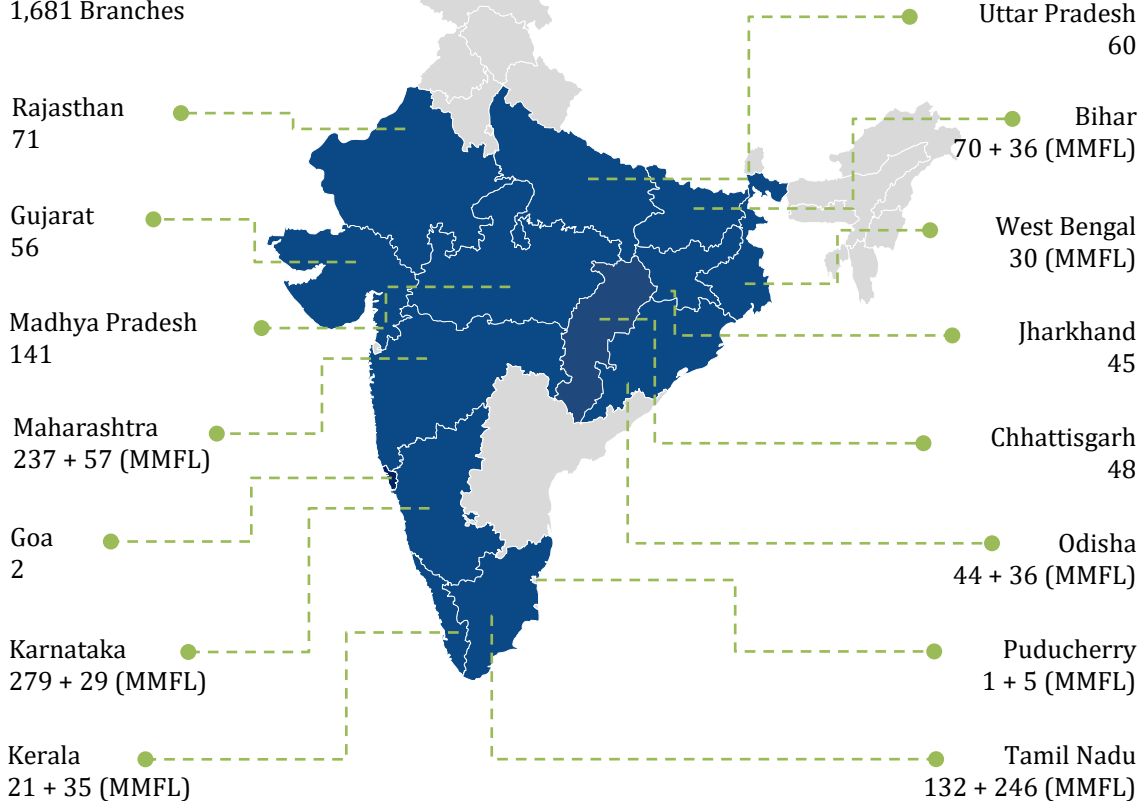 1,681 Branches
Rajasthan
71
Gujarat
56
Madhya Pradesh
141
Maharashtra
237 + 57 (MMFL)
Goa
2
Karnataka
279 + 29 (MMFL)
Kerala
21 + 35 (MMFL)
Uttar Pradesh
60
Bihar
70 + 36 (MMFL)
West Bengal
30 (MMFL)
Jharkhand
45
Chhattisgarh
48
Odisha
44 + 36 (MMFL)
Puducherry
1 + 5 (MMFL)
Tamil Nadu
132 + 246 (MMFL)